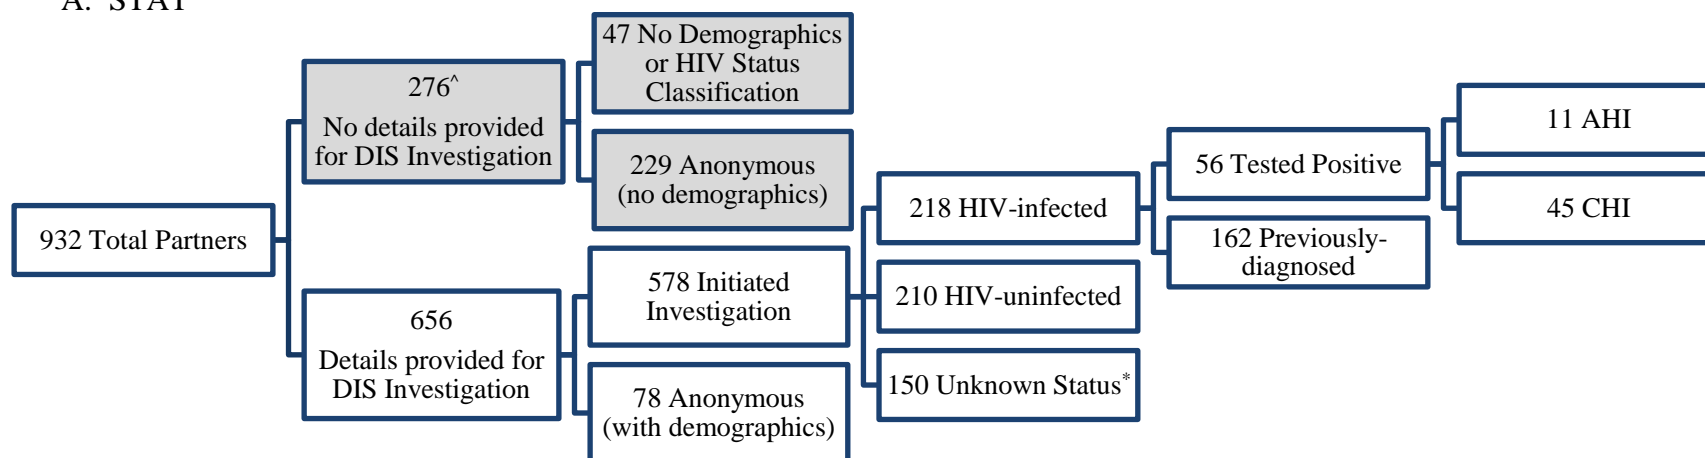 A. STAT
47 No Demographics
or HIV Status
Classification
276^
No details provided
for DIS Investigation
229 Anonymous
(no demographics)
932 Total Partners
656
Details provided for
DIS Investigation
578 Initiated
Investigation
78 Anonymous
(with demographics)
218 HIV-infected
210 HIV-uninfected
150 Unknown Status*
56 Tested Positive
162 Previously-
diagnosed
11 AHI
45 CHI